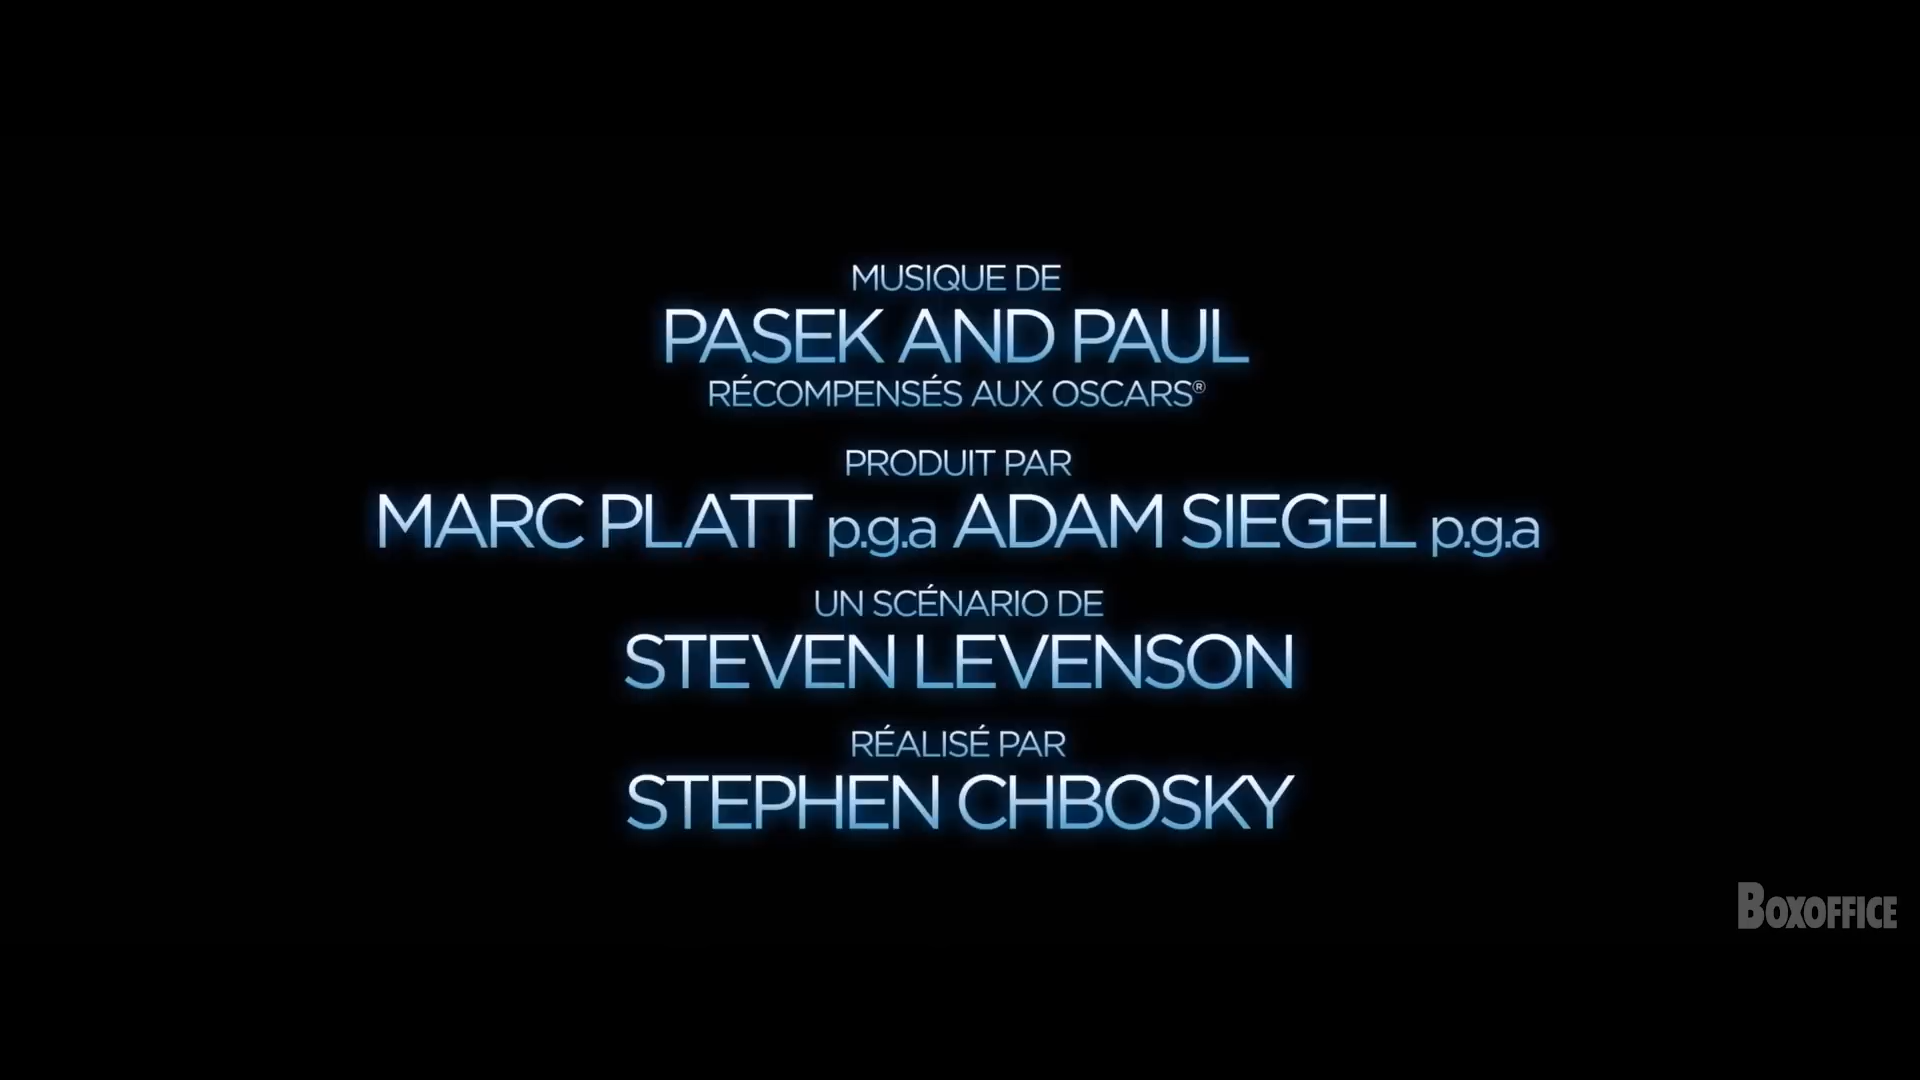 MUSIQUE DE
PASEK AND PAUL
RÉCOMPENSÉS AUX OSCARS®
PRODUIT PAR
MARC PLATT p.g.a ADAM SIEGEL p.g.a
UN SCÉNARIO DE
STEVEN LEVENSON
RÉALISÉ PAR
STEPHEN CHBOSKY
BOXOFFICE